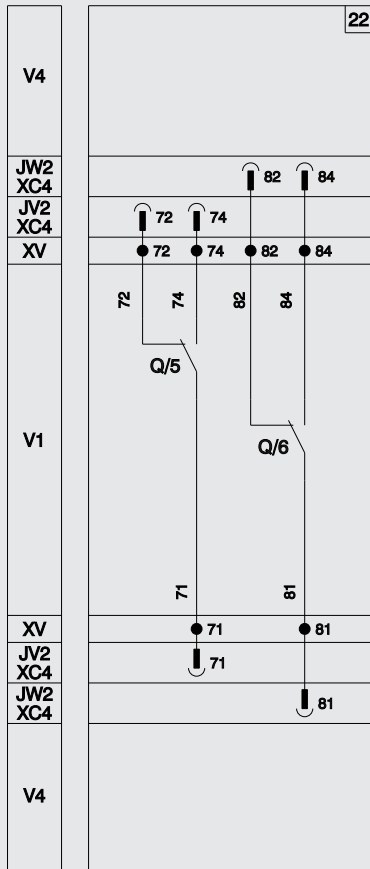 22
V4
JW2
XC4
82 84
JV2
XC4
72 74
XV
72 74 82 84
72 74 82 84
Q/5
V1
Q/6
71 81
XV
71 81
JV2
XC4
71
JW2
XC4
81
V4